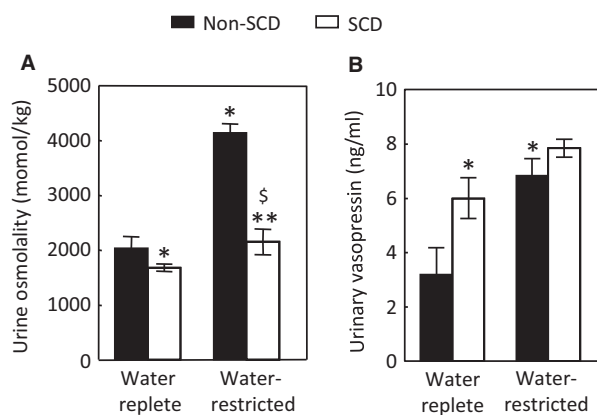 Non-SCD SCD
A
Urine osmolality (momol/kg)
5000
4000
3000
2000
1000
0
*
*
$
**
Water
replete
Water-
restricted
B
Urinary vasopressin (ng/ml)
10
8
6
4
2
0
*
*
Water
replete
Water-
restricted